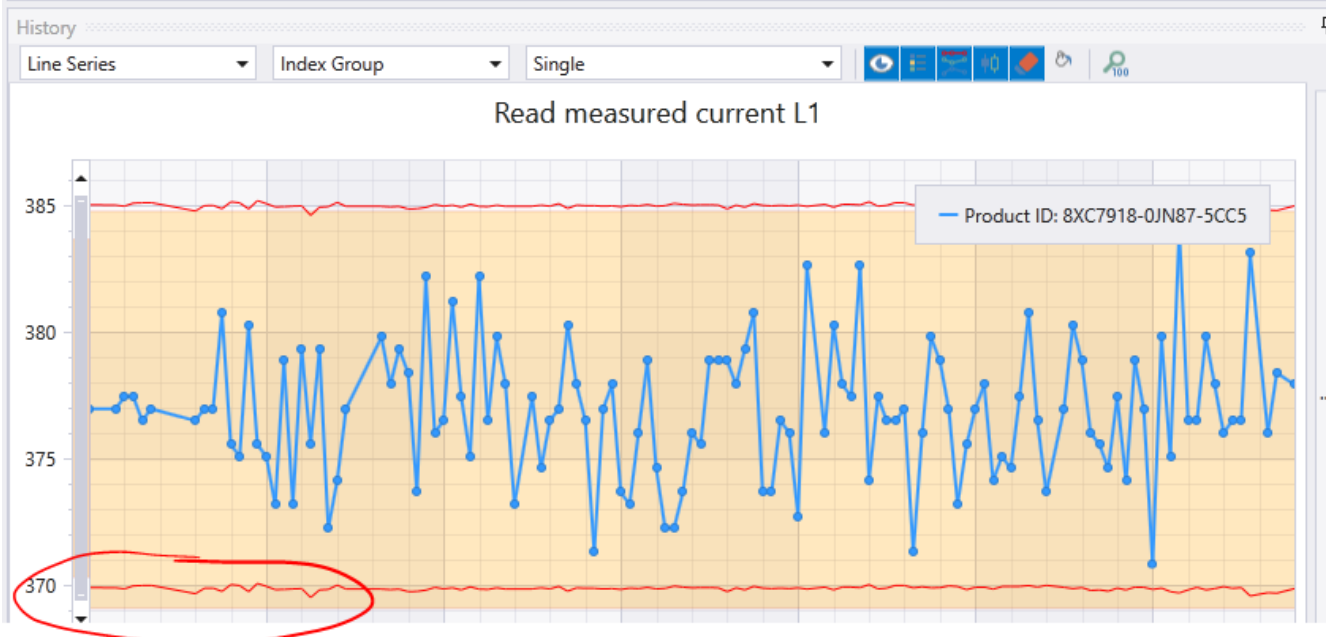 History
Line Series Index Group Single
100
Read measured current L1
385
Product ID: 8XC7918-0JN87-5CC5
380
375
370